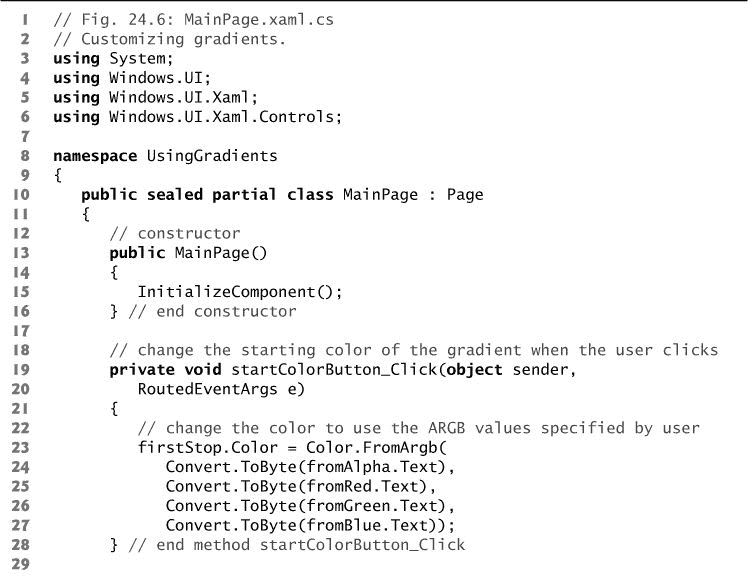 1 // Fig. 24.6: MainPage.xaml.cs
2 // Customizing gradients.
3 using System;
4 using Windows.UI;
5 using Windows.UI.Xaml;
6 using Windows.UI.Xaml.Controls;
7
8 namespace UsingGradients
9 {
10    public sealed partial class MainPage : Page
11    {
12       // constructor
13       public MainPage()
14       {
15          InitializeComponent();
16       } // end constructor
17
18       // change the starting color of the gradient when the user clicks
19       private void startColorButton_Click(object sender,
20          RoutedEventArgs e)
21       {
22          // change the color to use the ARGB values specified by user
23          firstStop.Color = Color.FromArgb(
24             Convert.ToByte(fromAlpha.Text),
25             Convert.ToByte(fromRed.Text),
26             Convert.ToByte(fromGreen.Text),
27             Convert.ToByte(fromBlue.Text));
28       } // end method startColorButton_Click
29